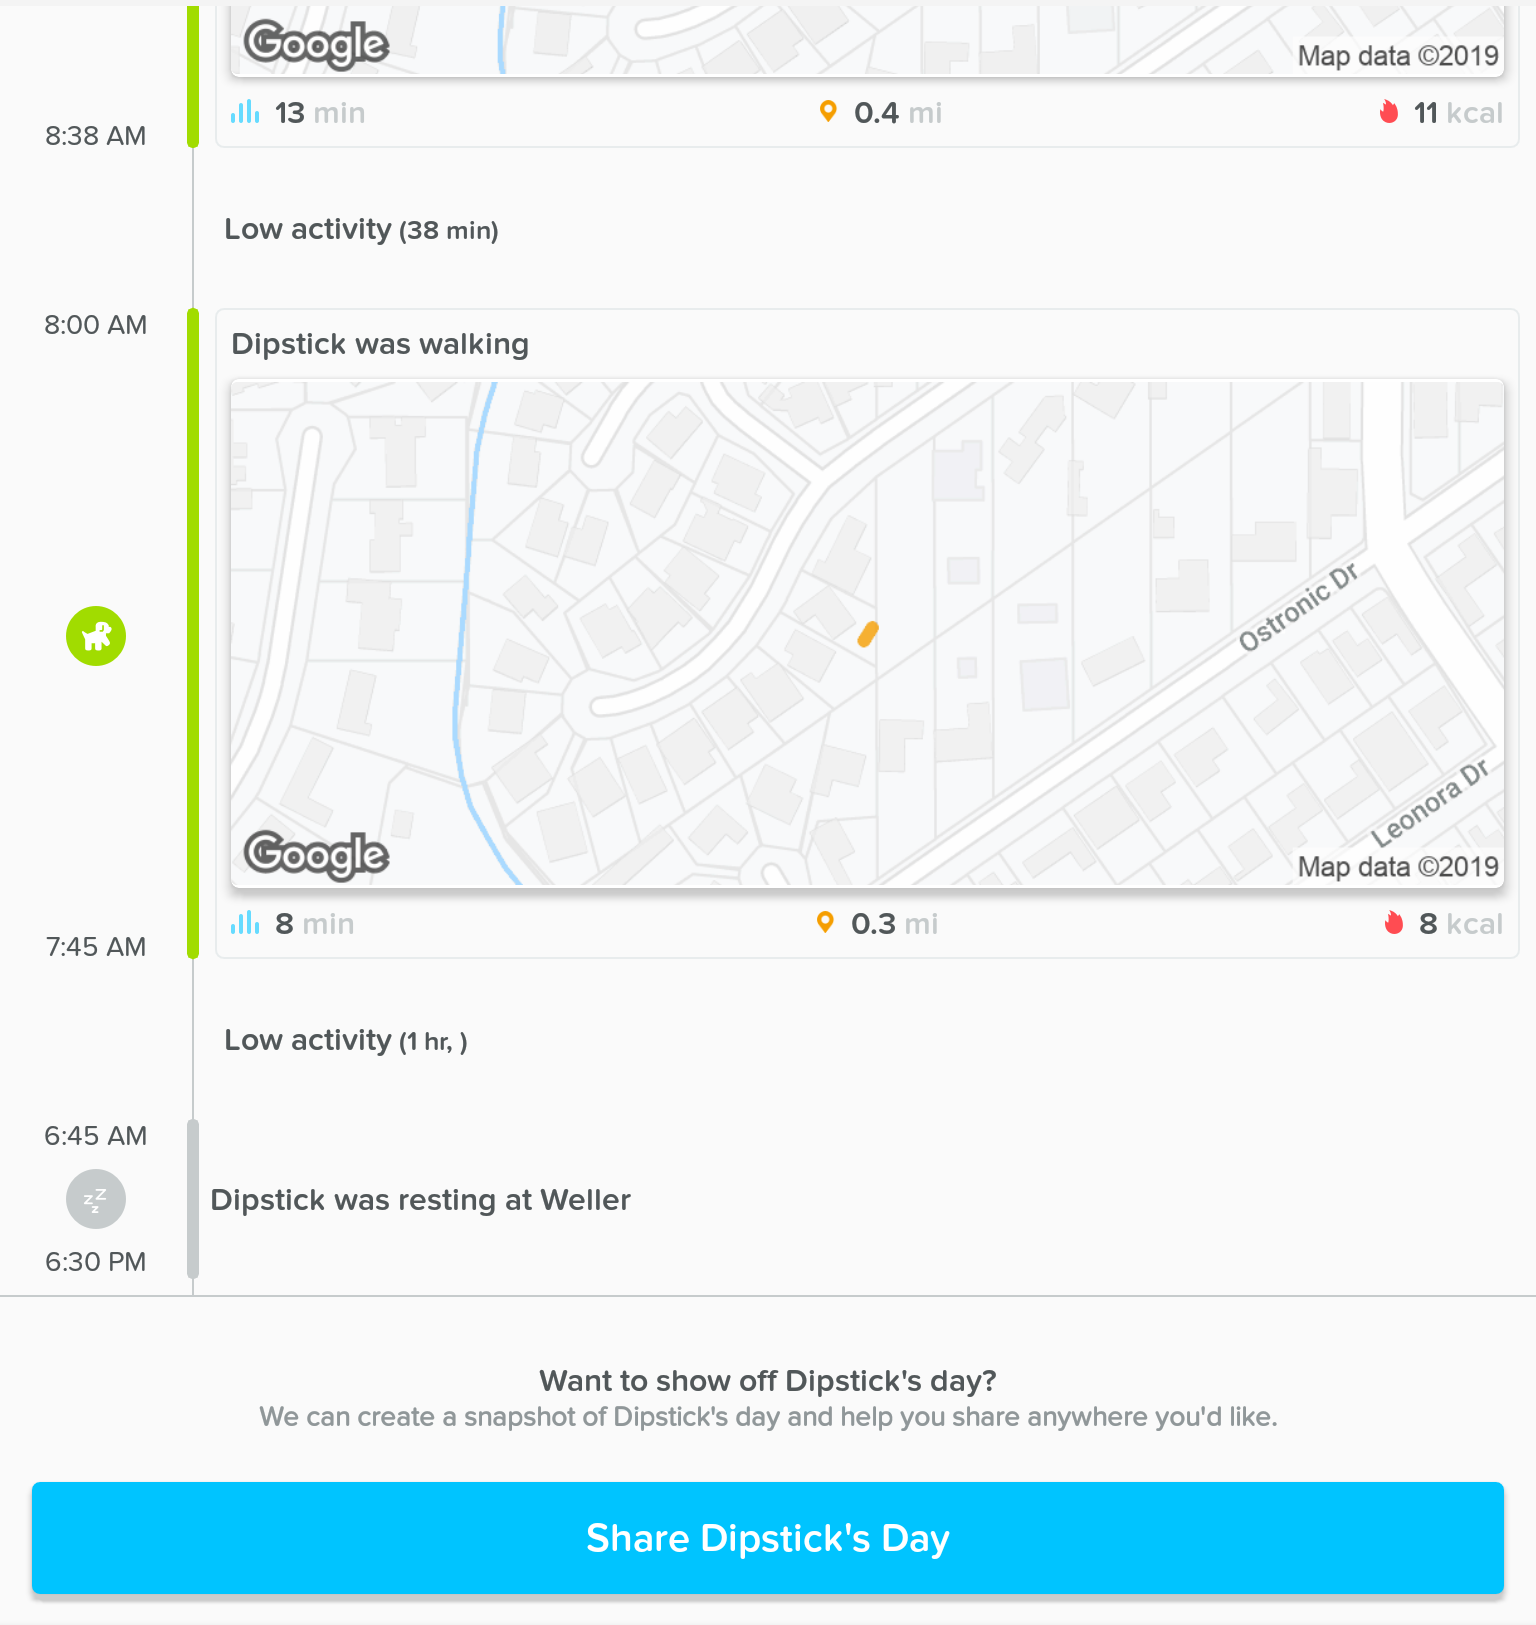 Google
Map data ©2019
13 min
0.4 mi
11 kcal
8:38 AM
Low activity (38 min)
8:00 AM
Dipstick was walking
Ostronic Dr
Leonora Dr
Google
Map data ©2019
8 min
0.3 mi
8 kcal
7:45 AM
Low activity (1 hr, )
6:45 AM
zZz
Dipstick was resting at Weller
6:30 PM
Want to show off Dipstick's day?
We can create a snapshot of Dipstick's day and help you share anywhere you'd like.
Share Dipstick's Day